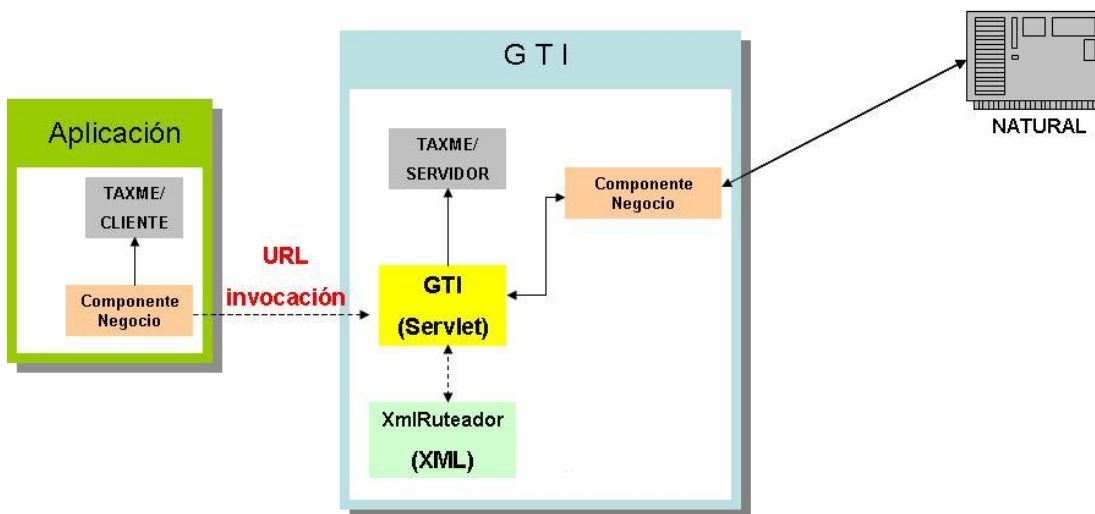 G T I
NATURAL
Aplicación
TAXME/
CLIENTE
Componente
Negocio
URL
invocación
TAXME/
SERVIDOR
Componente
Negocio
GTI
(Servlet)
XmlRuteador
(XML)